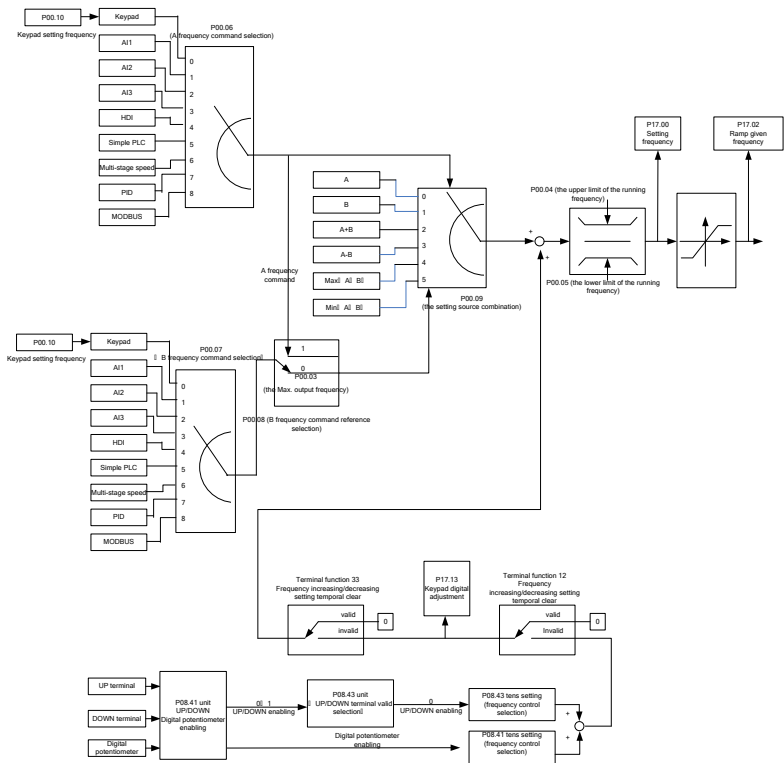 P00.10
Keypad setting frequency
Keypad
AI1
AI2
AI3
HDI
Simple PLC
Multi-stage speed
PID
MODBUS
P00.06
(A frequency command selection)
0
1
2
3
4
5
6
7
8
A frequency
command
A
B
A+B
A-B
Max A B
Min A B
0
1
2
3
4
5
P00.09
(the setting source combination)
+
+
P00.04 (the upper limit of the running
frequency)
P00.05 (the lower limit of the running
frequency)
P17.00
Setting
frequency
P17.02
Ramp given
frequency
P00.10
Keypad setting frequency
Keypad
AI1
AI2
AI3
HDI
Simple PLC
Multi-stage speed
PID
MODBUS
P00.07
B frequency command selection
0
1
2
3
4
5
6
7
8
1
0
P00.03
(the Max. output frequency)
P00.08 (B frequency command reference
selection)
Terminal function 33
Frequency increasing/decreasing
setting temporal clear
valid
invalid
0
P17.13
Keypad digital
adjustment
Terminal function 12
Frequency
increasing/decreasing setting
temporal clear
valid
Invalid
0
UP terminal
DOWN terminal
Digital
potentiometer
P08.41 unit
UP/DOWN
Digital potentiometer
enabling
0 1
UP/DOWN enabling
P08.43 unit
UP/DOWN terminal valid
selection
0
UP/DOWN enabling
Digital potentiometer
enabling
P08.43 tens setting
(frequency control
selection)
P08.41 tens setting
(frequency control
selection)
+
+